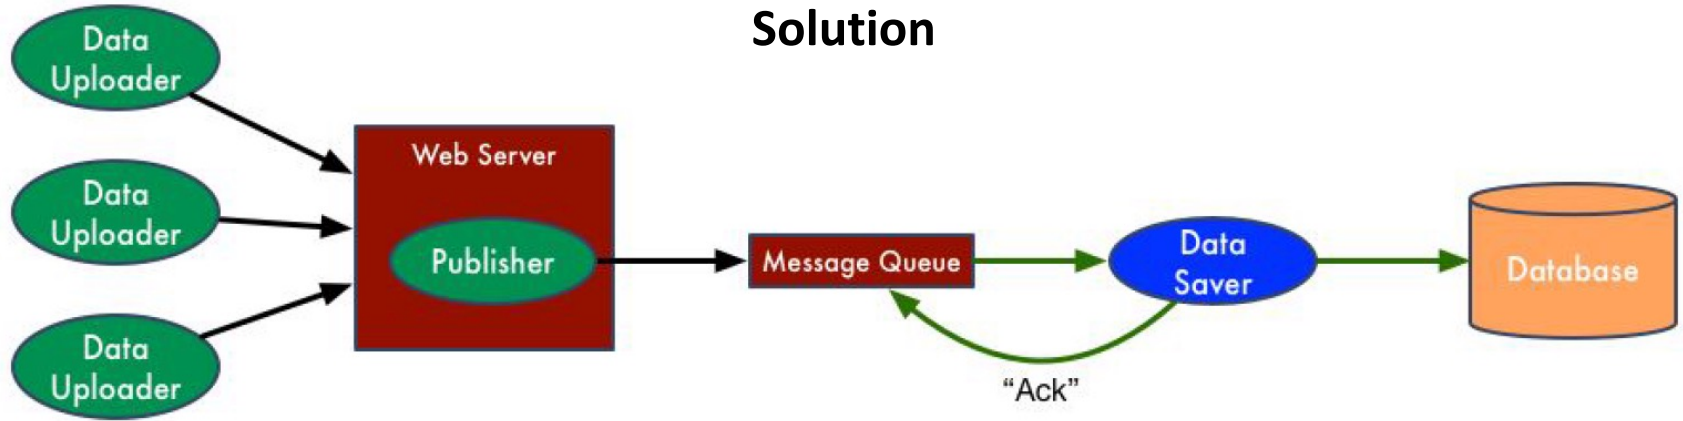 Solution
Data
Uploader
Data
Uploader
Data
Uploader
Web Server
Publisher
Message Queue
Data
Saver
“Ack”
Database